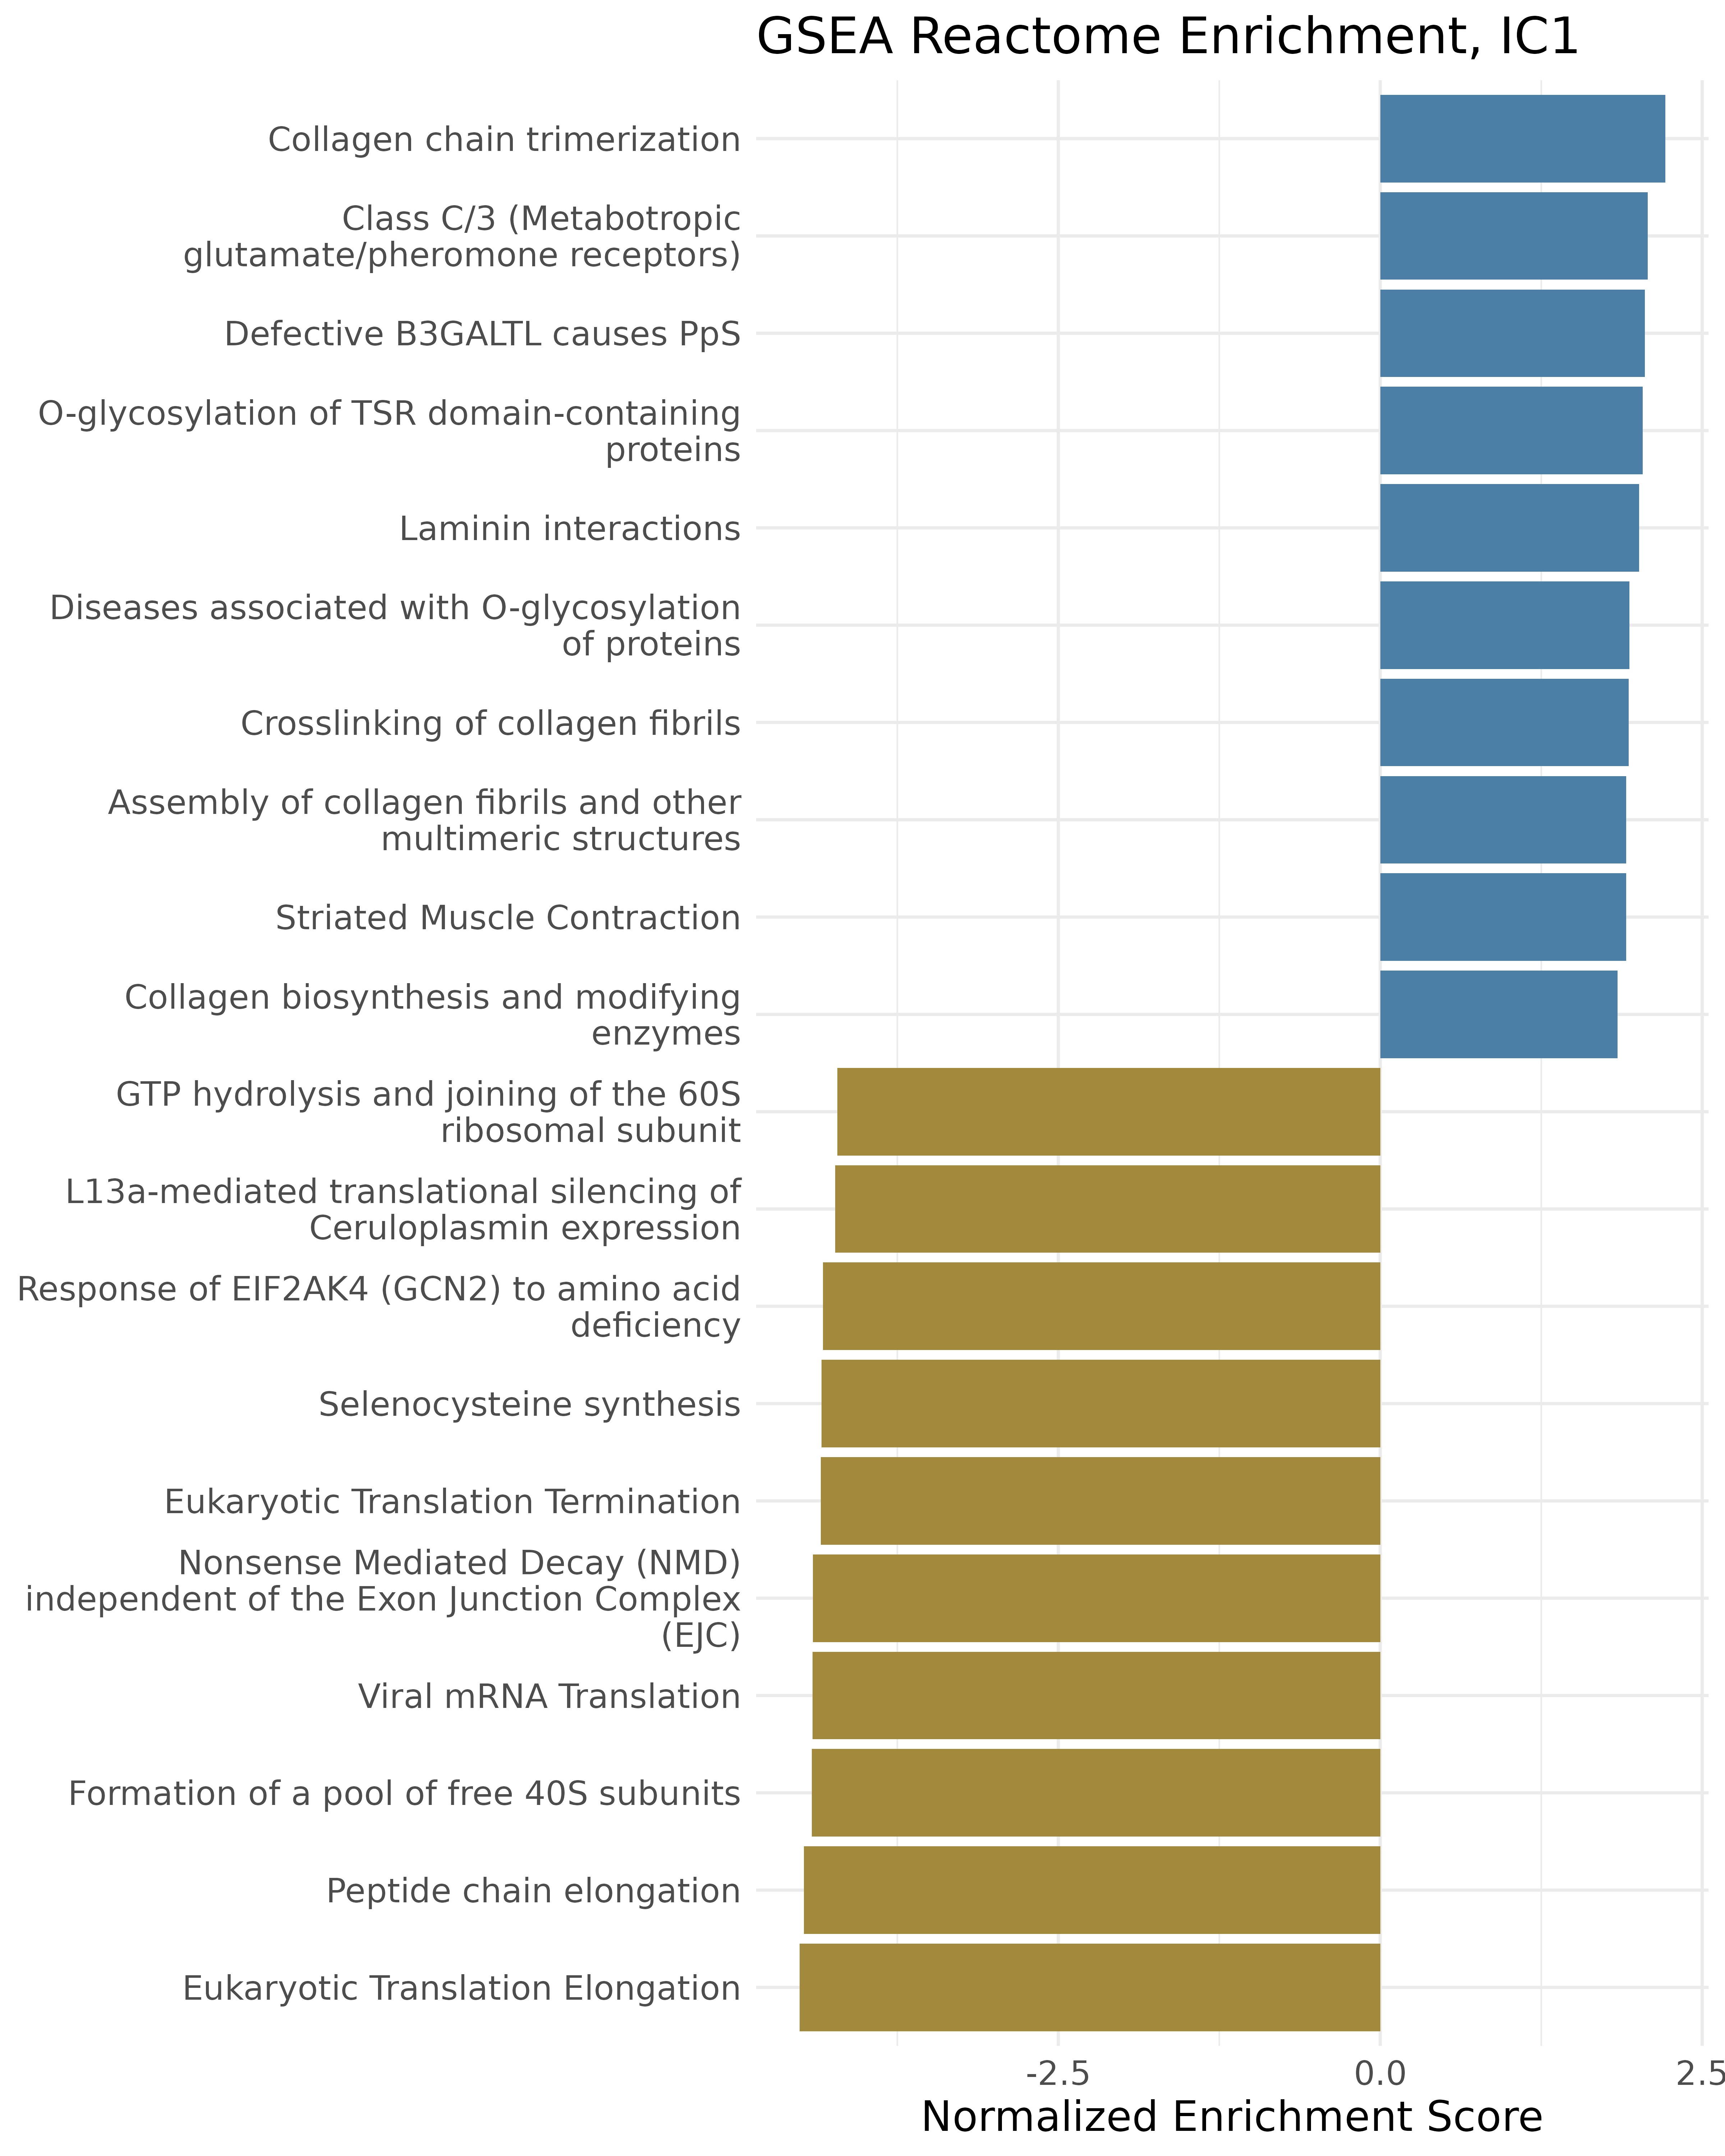 GSEA Reactome Enrichment, IC1
Collagen chain trimerization
Class C/3 (Metabotropic
glutamate/pheromone receptors)
Defective B3GALTL causes PpS
O-glycosylation of TSR domain-containing
proteins
Laminin interactions
Diseases associated with O-glycosylation
of proteins
Crosslinking of collagen fibrils
Assembly of collagen fibrils and other
multimeric structures
Striated Muscle Contraction
Collagen biosynthesis and modifying
enzymes
GTP hydrolysis and joining of the 60S
ribosomal subunit
L13a-mediated translational silencing of
Ceruloplasmin expression
Response of EIF2AK4 (GCN2) to amino acid
deficiency
Selenocysteine synthesis
Eukaryotic Translation Termination
Nonsense Mediated Decay (NMD)
independent of the Exon Junction Complex
(EJC)
Viral mRNA Translation
Formation of a pool of free 40S subunits
Peptide chain elongation
Eukaryotic Translation Elongation
-2.5 0.0 2.5
Normalized Enrichment Score